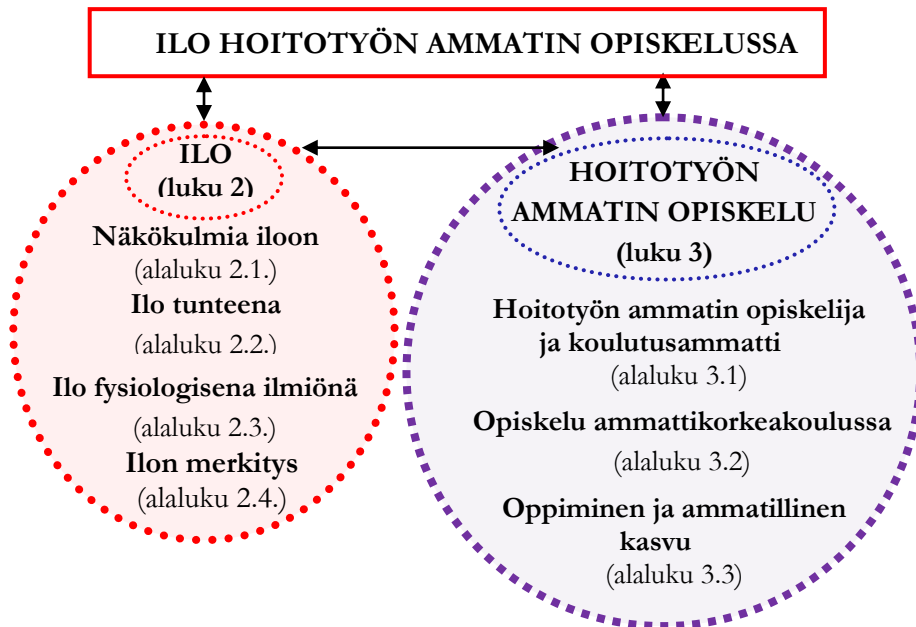 ILO HOITOTYÖN AMMATIN OPISKELUSSA
ILO
(luku 2)
Näkökulmia iloon
(alaluku 2.1.)
Ilo tunteena
(alaluku 2.2.)
Ilo fysiologisena ilmiönä
(alaluku 2.3.)
Ilon merkitys
(alaluku 2.4.)
HOITOTYÖN
AMMATIN OPISKELU
(luku 3)
Hoitotyön ammatin opiskelija
ja koulutusammatti
(alaluku 3.1)
Opiskelu ammattikorkeakoulussa
(alaluku 3.2)
Oppiminen ja ammatillinen
kasvu
(alaluku 3.3)